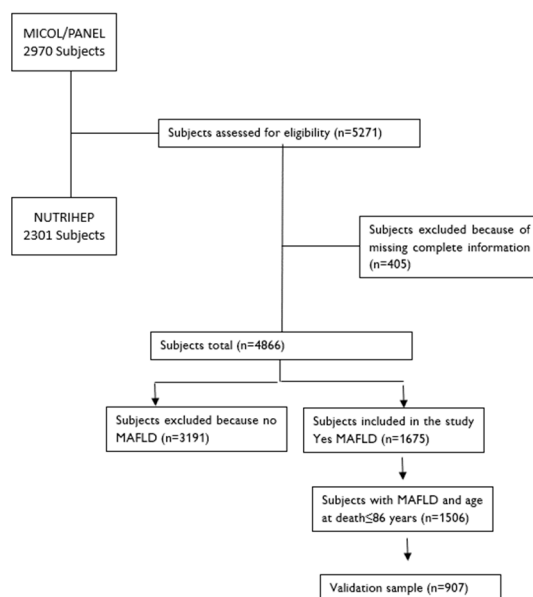 MICOL/PANEL
2970 Subjects
Subjects assessed for eligibility (n=5271)
NUTRIHEP
2301 Subjects
Subjects excluded because of
missing complete information
(n=405)
Subjects total (n=4866)
Subjects excluded because no
MAFLD (n=3191)
Subjects included in the study
Yes MAFLD (n=1675)
Subjects with MAFLD and age
at death≤86 years (n=1506)
Validation sample (n=907)